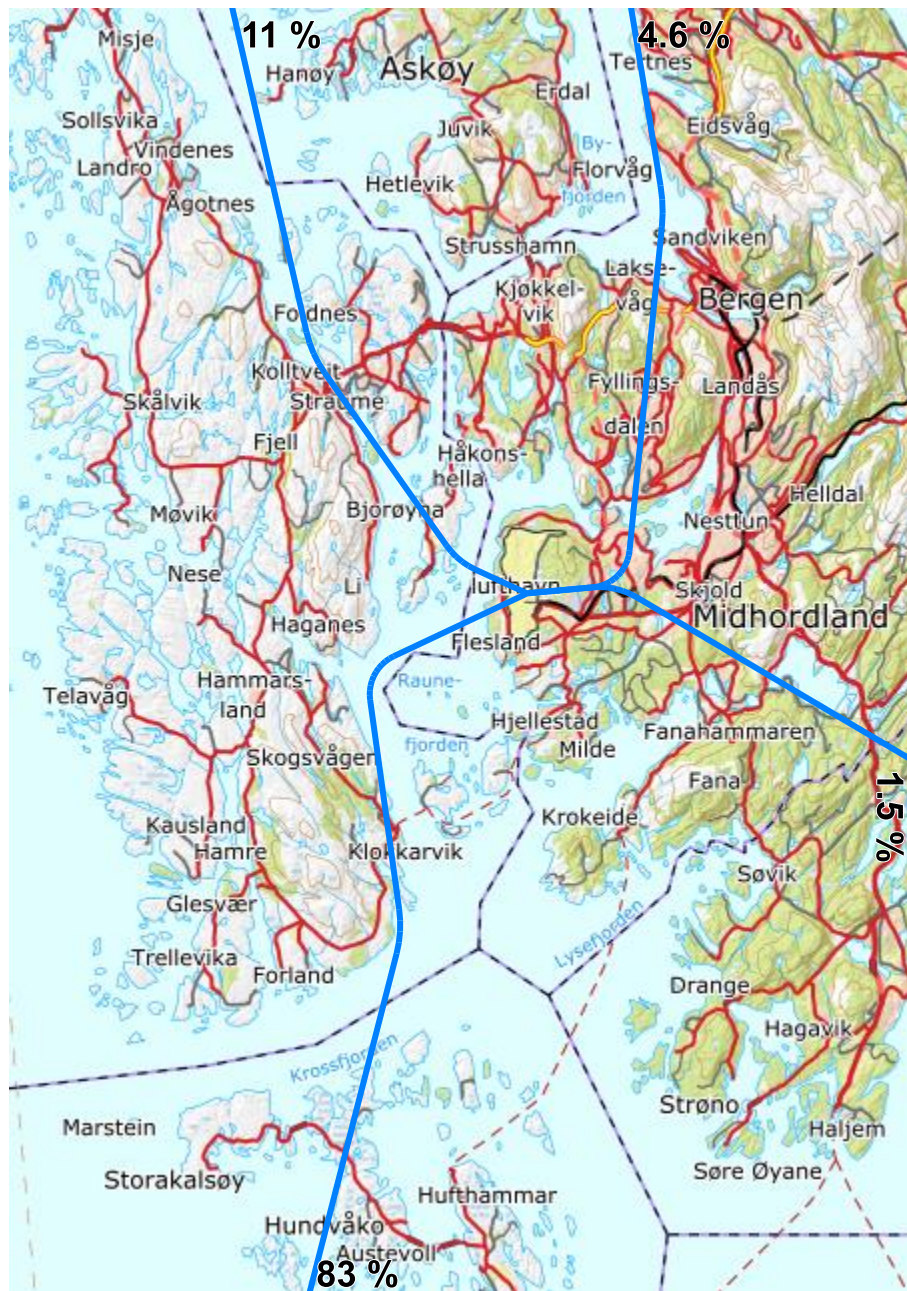 11 %
4.6 %
Misje
Hanøy
Askøy
Tertnes
Erdal
Sollsvika
Juvik
Eidsvåg
Vindenes
Landro
By-
Florvåg
Hetlevik
fjorden
Ågotnes
Strusshamn
Sandviken
Lakse-
våg
Kjøkkel-
vik
Bergen
Foldnes
Kolltveit
Straume
Fyllings-
dalen
Landås
Skålvik
Fjell
Håkons-
hella
Helldal
Møvik
Bjorøyna
Nesttun
Nese
Li
lufthavn
Skjold
Midhordland
Haganes
Flesland
Telavåg
Hammars-
land
Raune-
fjorden
Hjellestad
Milde
Fanahammaren
Skogsvågen
Fana
1.5 %
Kausland
Hamre
Klokkarvik
Krokeide
Søvik
Glesvær
Lysefjorden
Trellevika
Forland
Drange
Hagavik
Krossfjorden
Strøno
Marstein
Haljem
Storakalsøy
Søre Øyane
Hufthammar
Hundvåko
Austevoll
83 %